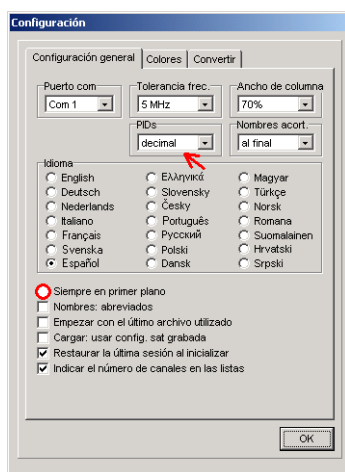 Configuración
Configuración general Colores Convertir
Puerto com Tolerancia frec. Ancho de columna
Com 1 5 MHz 70%
PIDs Nombres acort.
decimal al final
Idioma
English Ελληνικά Magyar
Deutsch Slovensky Türkçe
Nederlands Česky Norsk
Italiano Português Romana
Français Русский Suomalainen
Svenska Polski Hrvatski
Español Dansk Srpski
Siempre en primer plano
Nombres: abreviados
Empezar con el último archivo utilizado
Cargar: usar config. sat grabada
Restaurar la última sesión al inicializar
Indicar el número de canales en las listas
OK